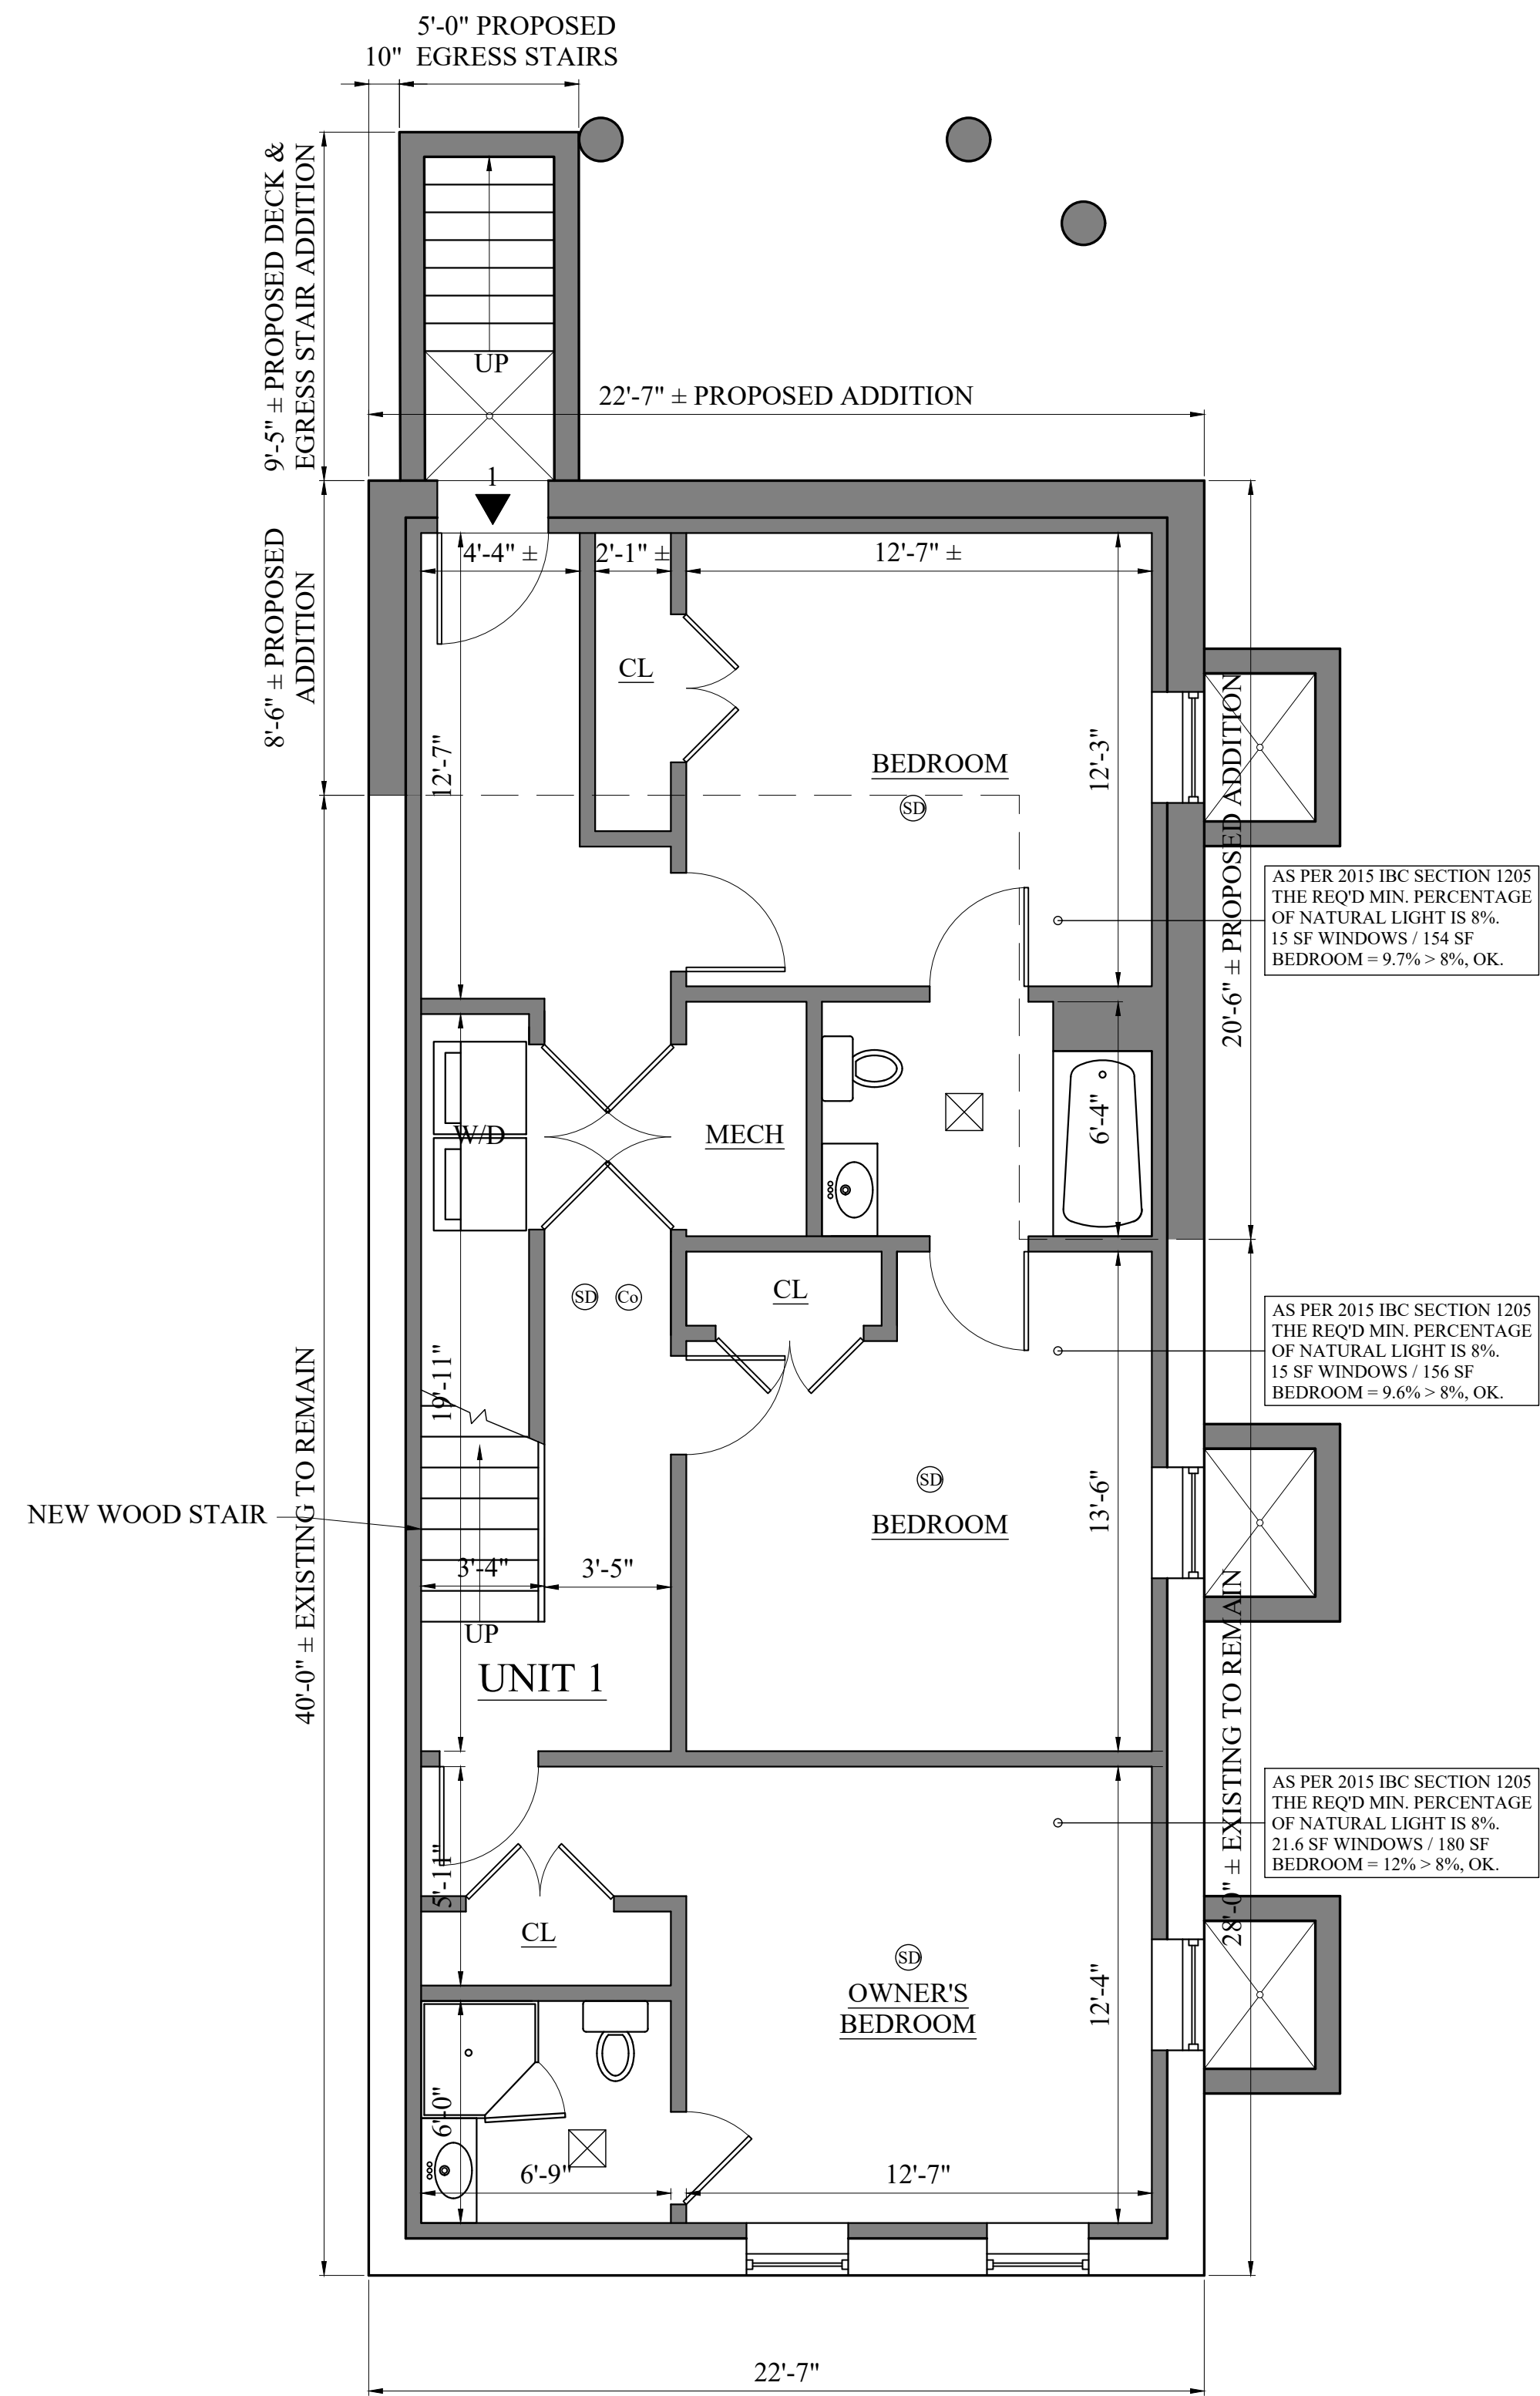 5'-0" PROPOSED
10" EGRESS STAIRS
9'-5" ± PROPOSED DECK &
EGRESS STAIR ADDITION
UP
22'-7" ± PROPOSED ADDITION
1
8'-6" ± PROPOSED
ADDITION
4'-4" ±
2'-1" ±
12'-7" ±
CL
12'-7"
BEDROOM
SD
12'-3"
20'-6" ± PROPOSED ADDITION
AS PER 2015 IBC SECTION 1205
THE REQ'D MIN. PERCENTAGE
OF NATURAL LIGHT IS 8%.
15 SF WINDOWS / 154 SF
BEDROOM = 9.7% > 8%, OK.
W/D
MECH
6'-4"
SD
Co
CL
AS PER 2015 IBC SECTION 1205
THE REQ'D MIN. PERCENTAGE
OF NATURAL LIGHT IS 8%.
15 SF WINDOWS / 156 SF
BEDROOM = 9.6% > 8%, OK.
19'-11"
40'-0" ± EXISTING TO REMAIN
NEW WOOD STAIR
SD
BEDROOM
13'-6"
3'-4"
3'-5"
UP
UNIT 1
28'-0" ± EXISTING TO REMAIN
AS PER 2015 IBC SECTION 1205
THE REQ'D MIN. PERCENTAGE
OF NATURAL LIGHT IS 8%.
21.6 SF WINDOWS / 180 SF
BEDROOM = 12% > 8%, OK.
5'-11"
CL
SD
OWNER'S
BEDROOM
12'-4"
6'-0"
6'-9"
12'-7"
22'-7"